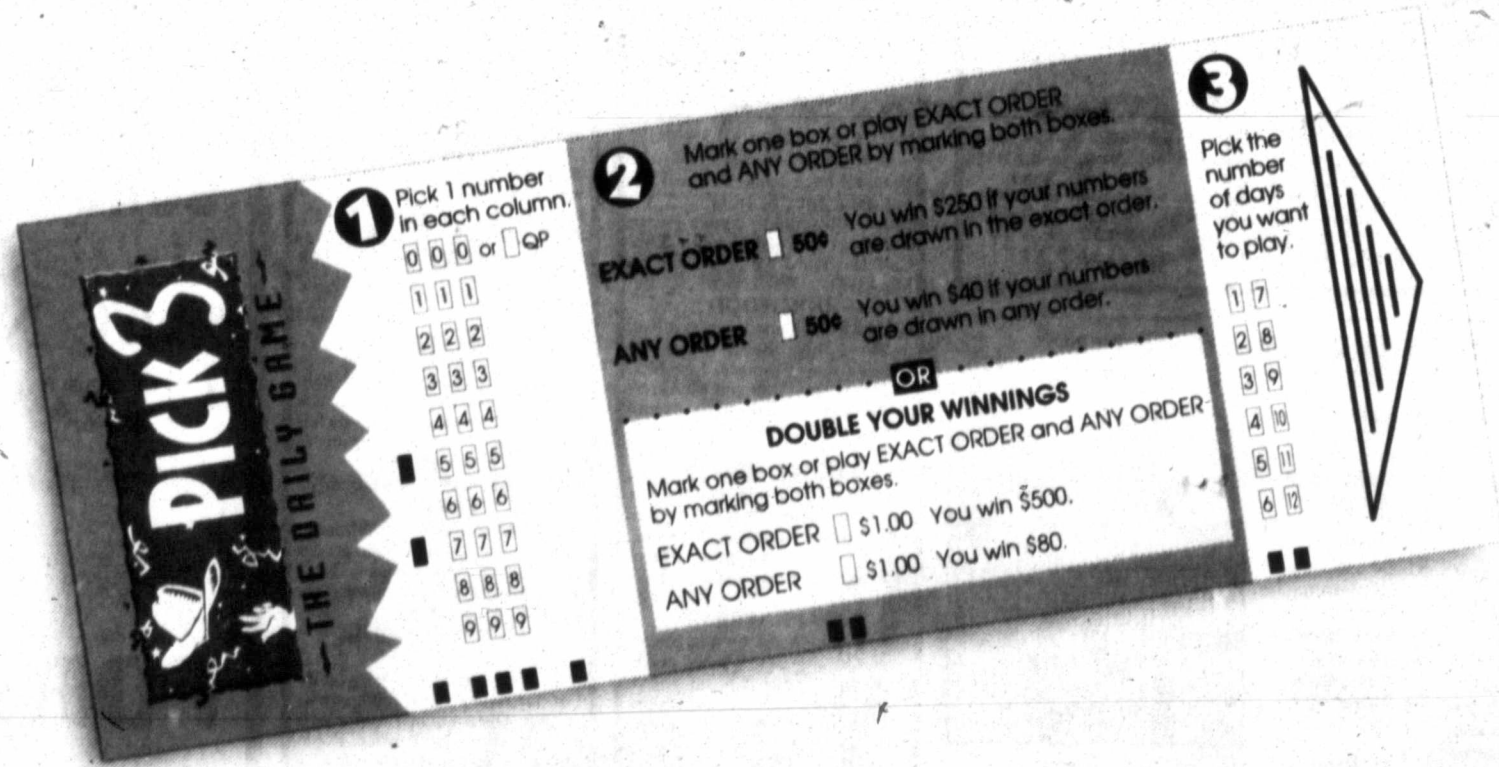 PICK 3
THE DAILY GAME
1
Pick 1 number
in each column.
0 0 0 or QP
1 1 1
2 2 2
3 3 3
4 4 4
5 5 5
6 6 6
7 7 7
8 8 8
9 9 9
2
Mark one box or play EXACT ORDER
and ANY ORDER by marking both boxes.
EXACT ORDER 50¢ You win $250 if your numbers
are drawn in the exact order.
ANY ORDER 50¢ You win $40 if your numbers
are drawn in any order.
OR
DOUBLE YOUR WINNINGS
Mark one box or play EXACT ORDER and ANY ORDER
by marking both boxes.
EXACT ORDER $1.00 You win $500.
ANY ORDER $1.00 You win $80.
3
Pick the
number
of days
you want
to play.
1 7
2 8
3 9
4 10
5 11
6 12